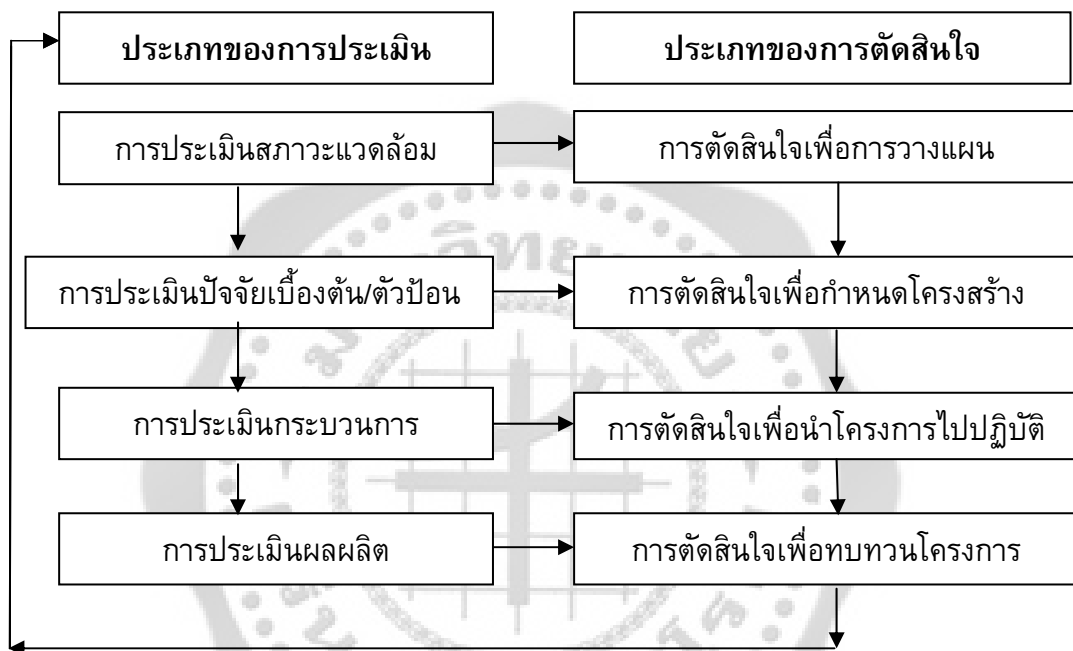 ประเภทของการประเมิน
ประเภทของการตัดสินใจ
การประเมินสภาวะแวดล้อม
การตัดสินใจเพื่อการวางแผน
การประเมินปัจจัยเบื้องต้น/ตัวป้อน
การตัดสินใจเพื่อกำหนดโครงสร้าง
การประเมินกระบวนการ
การตัดสินใจเพื่อนำโครงการไปปฏิบัติ
การประเมินผลผลิต
การตัดสินใจเพื่อทบทวนโครงการ